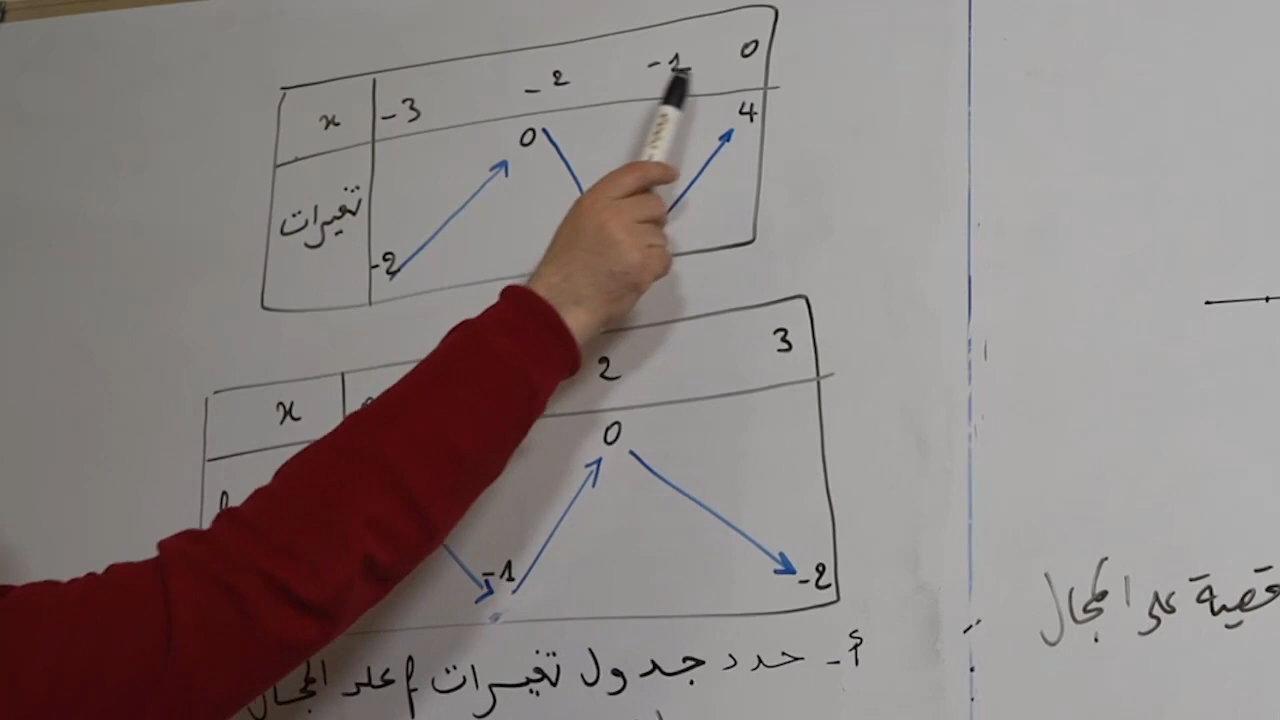 x -3 -2 -1 0
0 4
تغيرات
-2
x 2 3
0
-1 -2
أ- حدد جدول تغيرات f على المجال
على المجال